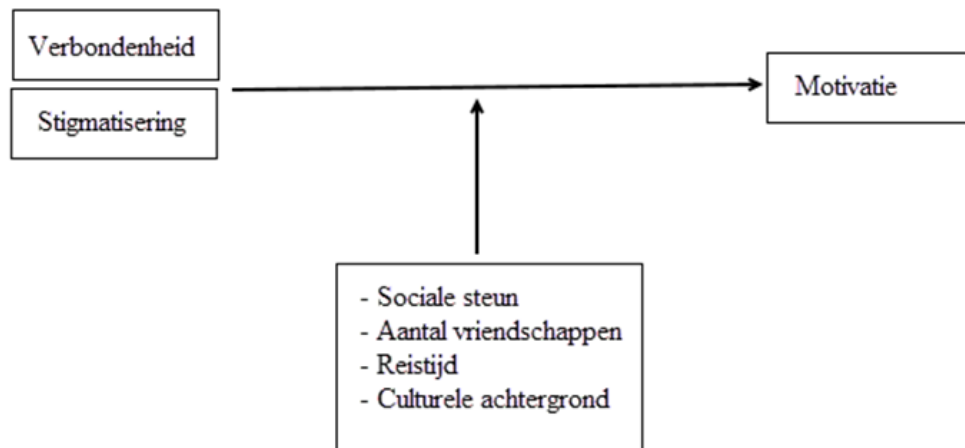 Verbondenheid
Stigmatisering
Motivatie
- Sociale steun
- Aantal vriendschappen
- Reistijd
- Culturele achtergrond